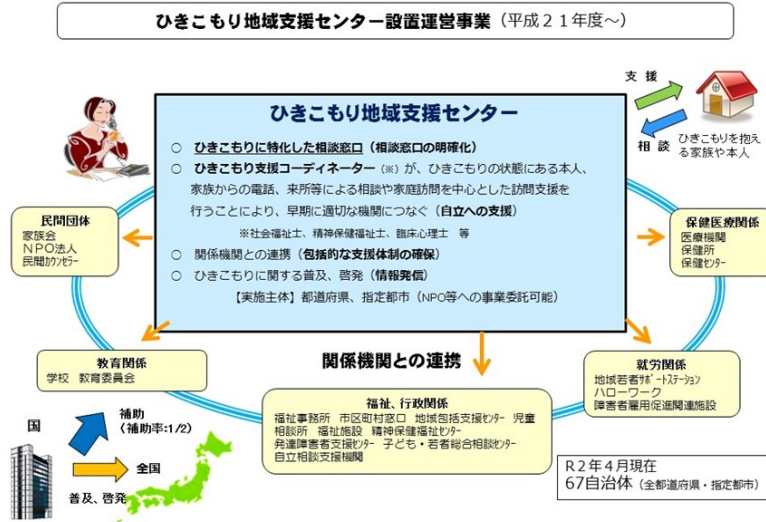 ひきこもり地域支援センター設置運営事業（平成２１年度～）
ひきこもり地域支援センター
○ ひきこもりに特化した相談窓口（相談窓口の明確化）
○ ひきこもり支援コーディネーター（※）が、ひきこもりの状態にある本人、
家族からの電話、来所等による相談や家庭訪問を中心とした訪問支援を
行うことにより、早期に適切な機関につなぐ（自立への支援）
※社会福祉士、精神保健福祉士、臨床心理士　等
○ 関係機関との連携（包括的な支援体制の確保）
○ ひきこもりに関する普及、啓発（情報発信）
【実施主体】都道府県、指定都市（NPO等への事業委託可能）
支　援
相　談
ひきこもりを抱え
る家族や本人
民間団体
家族会
ＮＰＯ法人
民間ｶｳﾝｾﾗｰ
保健医療関係
医療機関
保健所
保健ｾﾝﾀｰ
教育関係
学校　教育委員会
関係機関との連携
就労関係
地域若者ｻﾎﾟｰﾄｽﾃｰｼｮﾝ
ハローワーク
障害者雇用促進関連施設
福祉、行政関係
福祉事務所　市区町村窓口　地域包括支援ｾﾝﾀｰ　児童
相談所　福祉施設　精神保健福祉ｾﾝﾀｰ
発達障害者支援ｾﾝﾀｰ　子ども・若者総合相談ｾﾝﾀｰ
自立相談支援機関
国
補助
（補助率:1/2）
全国
普及、啓発
Ｒ２年４月現在
67自治体（全都道府県・指定都市）